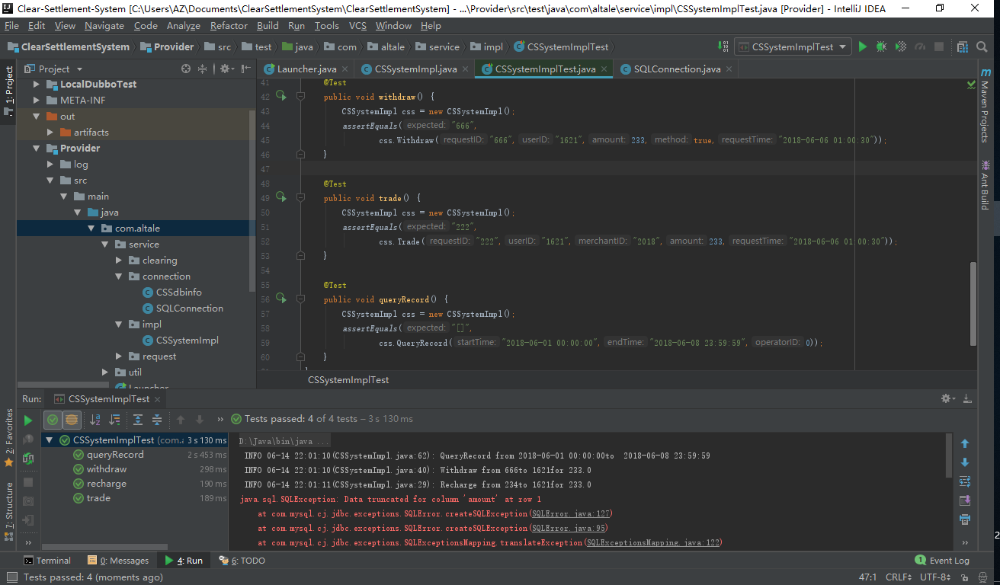 Clear-Settlement-System [C:\Users\AZ\Documents\ClearSettlementSystem\ClearSettlementSystem] - ...\Provider\src\test\java\com\altale\service\impl\CSSystemImplTest.java [Provider] - IntelliJ IDEA
File Edit View Navigate Code Analyze Refactor Build Run Tools VCS Window Help
ClearSettlementSystem Provider src test java com altale service impl CSSystemImplTest CSSystemImplTest
Project
Launcher.java CSSystemImpl.java CSSystemImplTest.java SQLConnection.java
1: Project
LocalDubboTest
META-INF
out
artifacts
Provider
log
src
main
java
com.altale
service
clearing
connection
CSSdbinfo
SQLConnection
impl
CSSystemImpl
request
util
Launcher
41 @Test
42 public void withdraw() {
43 CSSystemImpl css = new CSSystemImpl();
44 assertEquals( expected: "666",
45 css.Withdraw( requestID: "666", userID: "1621", amount: 233, method: true, requestTime: "2018-06-06 01:00:30"));
46 }
47
48 @Test
49 public void trade() {
50 CSSystemImpl css = new CSSystemImpl();
51 assertEquals( expected: "222",
52 css.Trade( requestID: "222", userID: "1621", merchantID: "2018", amount: 233, requestTime: "2018-06-06 01:00:30"));
53 }
54
55 @Test
56 public void queryRecord() {
57 CSSystemImpl css = new CSSystemImpl();
58 assertEquals( expected: "[]",
59 css.QueryRecord( startTime: "2018-06-01 00:00:00", endTime: "2018-06-08 23:59:59", operatorID: 0));
60 }
CSSystemImplTest
Maven Projects
Ant Build
Run: CSSystemImplTest
2: Favorites
7: Structure
Tests passed: 4 of 4 tests – 3 s 130 ms
CSSystemImplTest (com.a 3 s 130 ms
queryRecord 2 s 453 ms
withdraw 298 ms
recharge 190 ms
trade 189 ms
D:\Java\bin\java ...
INFO 06-14 22:01:10(CSSystemImpl.java:62): QueryRecord from 2018-06-01 00:00:00to 2018-06-08 23:59:59
INFO 06-14 22:01:10(CSSystemImpl.java:40): Withdraw from 666to 1621for 233.0
INFO 06-14 22:01:11(CSSystemImpl.java:29): Recharge from 234to 1621for 233.0
java.sql.SQLException: Data truncated for column 'amount' at row 1
at com.mysql.cj.jdbc.exceptions.SQLError.createSQLException(SQLError.java:127)
at com.mysql.cj.jdbc.exceptions.SQLError.createSQLException(SQLError.java:95)
at com.mysql.cj.jdbc.exceptions.SQLExceptionsMapping.translateException(SQLExceptionsMapping.java:122)
Terminal 0: Messages 4: Run 6: TODO 1 Event Log
Tests passed: 4 (moments ago) 47:1 CRLF UTF-8